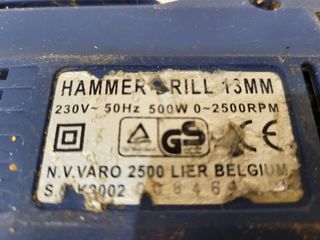 HAMMER DRILL 13MM
230V~ 50Hz 500W 0~2500RPM
GS CE
N.V.VARO 2500 LIER BELGIUM